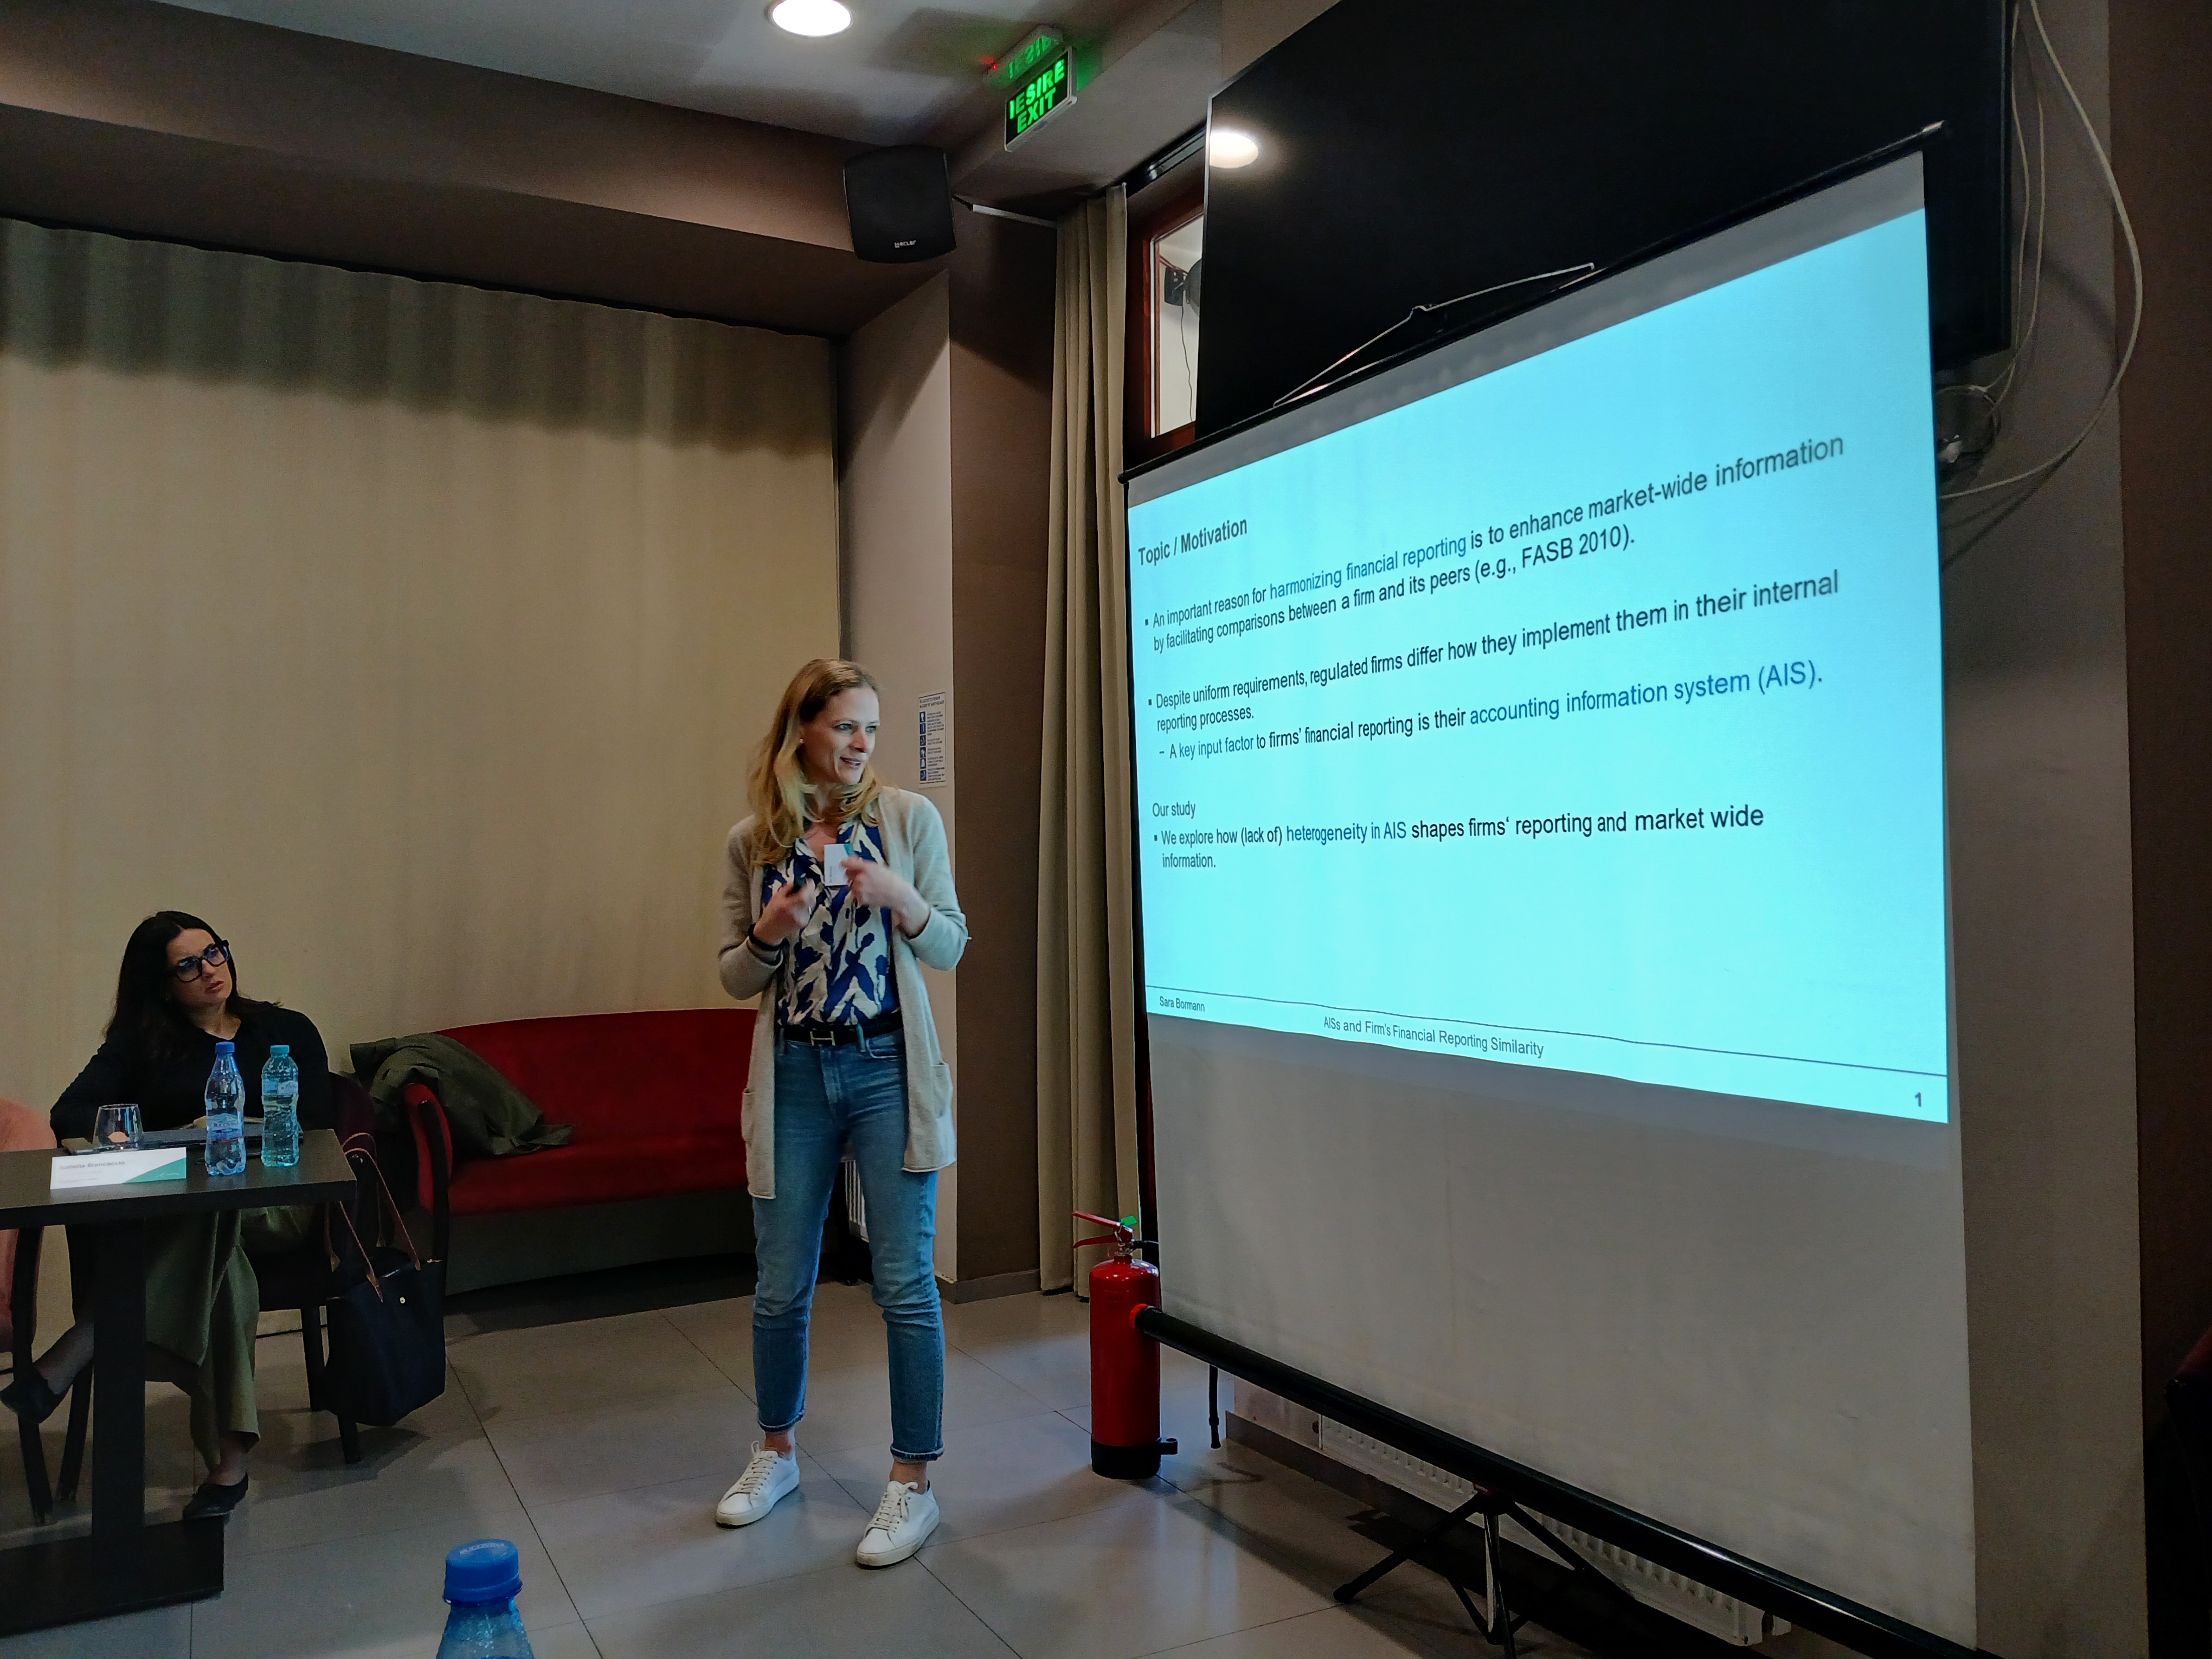 IESIRE
EXIT
Topic / Motivation
▪ An important reason for harmonizing financial reporting is to enhance market-wide information
by facilitating comparisons between a firm and its peers (e.g., FASB 2010).
▪ Despite uniform requirements, regulated firms differ how they implement them in their internal
reporting processes.
– A key input factor to firms' financial reporting is their accounting information system (AIS).
Our study
▪ We explore how (lack of) heterogeneity in AIS shapes firms‘ reporting and market wide
information.
Sara Bormann
AISs and Firm's Financial Reporting Similarity
1